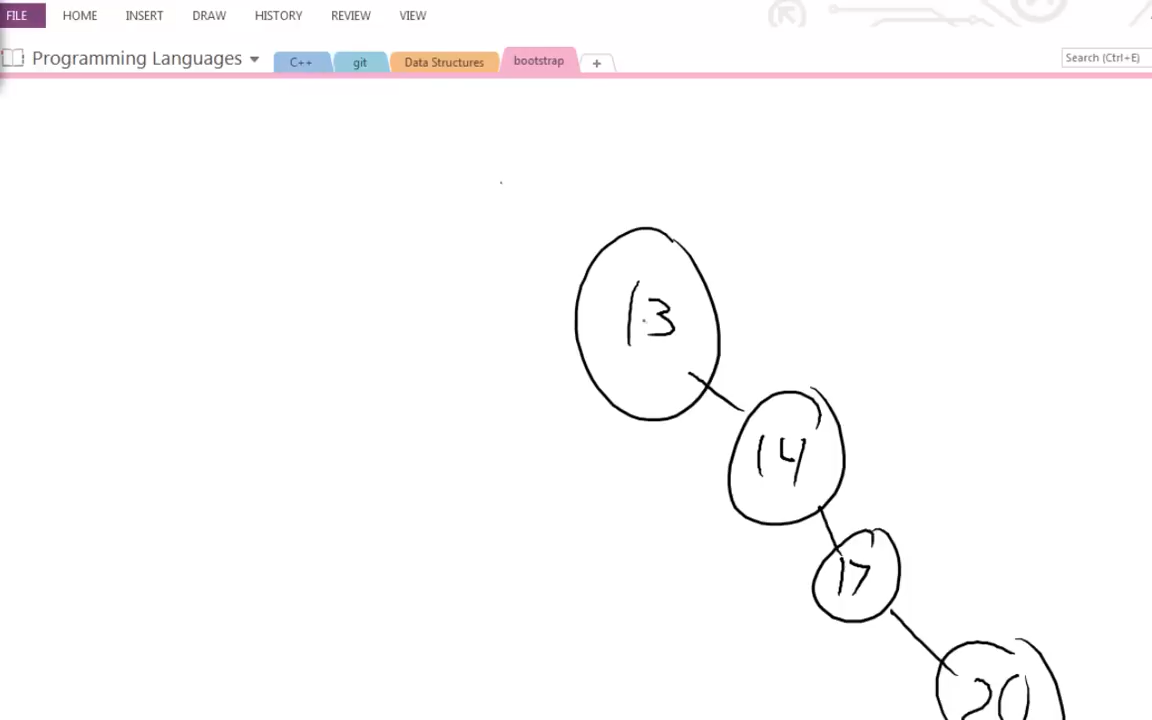 FILE HOME INSERT DRAW HISTORY REVIEW VIEW
Programming Languages C++ git Data Structures bootstrap + Search (Ctrl+E)
13
14
17
20